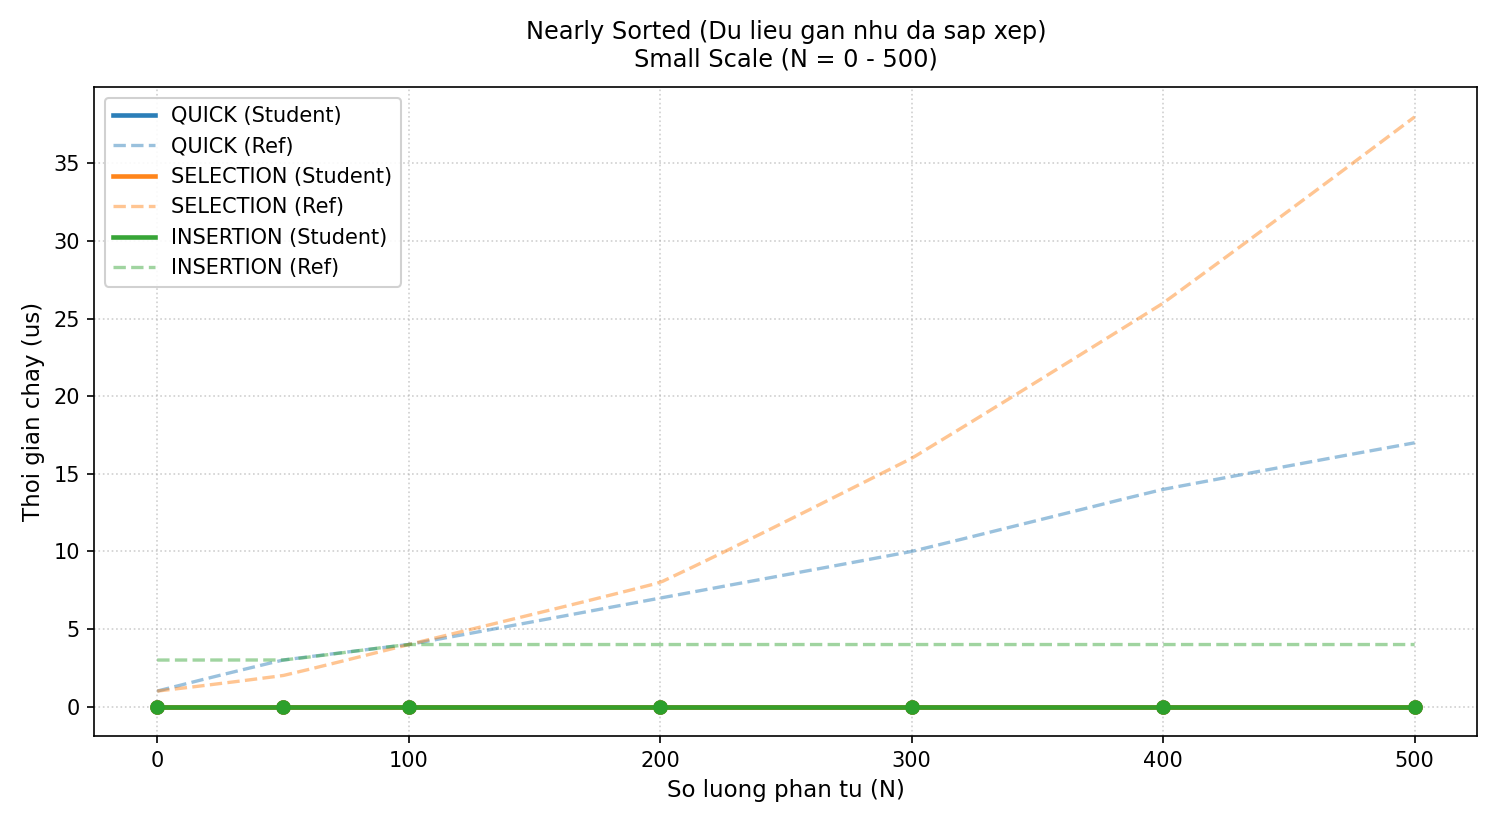 Nearly Sorted (Du lieu gan nhu da sap xep)
Small Scale (N = 0 - 500)
QUICK (Student)
QUICK (Ref)
SELECTION (Student)
SELECTION (Ref)
INSERTION (Student)
INSERTION (Ref)
Thoi gian chay (us)
35
30
25
20
15
10
5
0
0 100 200 300 400 500
So luong phan tu (N)